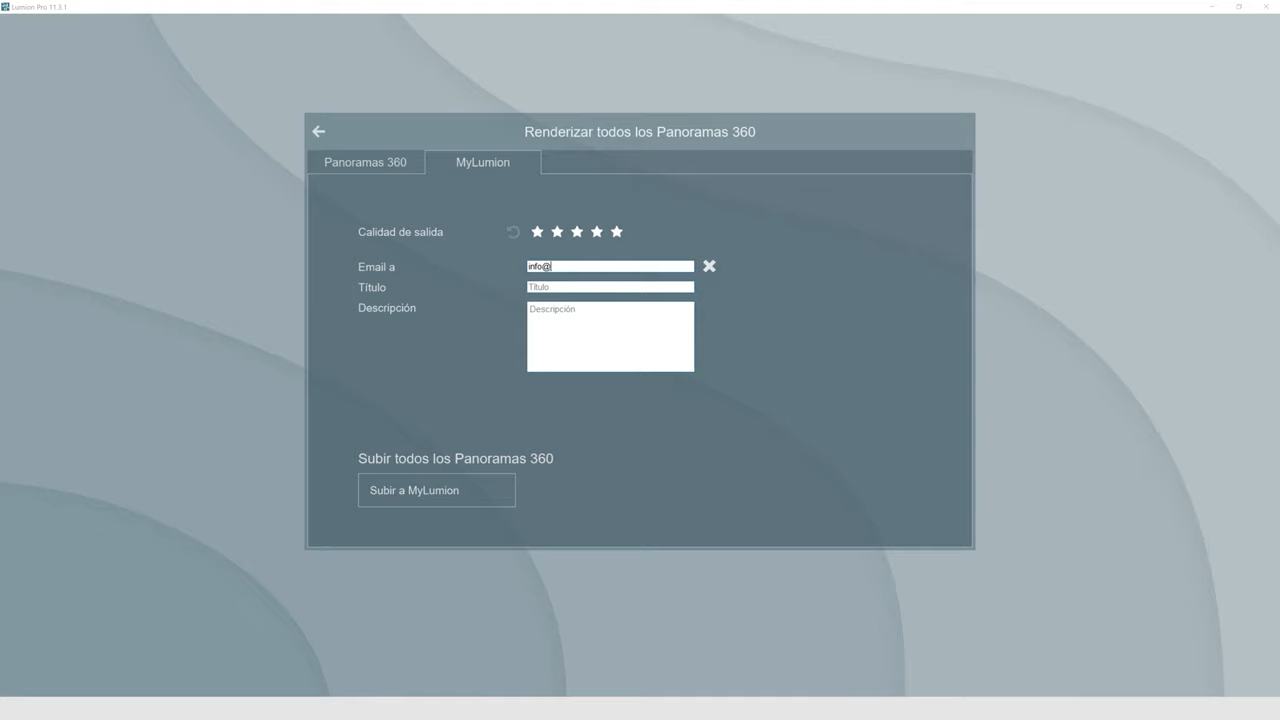 Lumion Pro 11.3.1
Renderizar todos los Panoramas 360
Panoramas 360 MyLumion
Calidad de salida
Email a info@
Título Título
Descripción Descripción
Subir todos los Panoramas 360
Subir a MyLumion